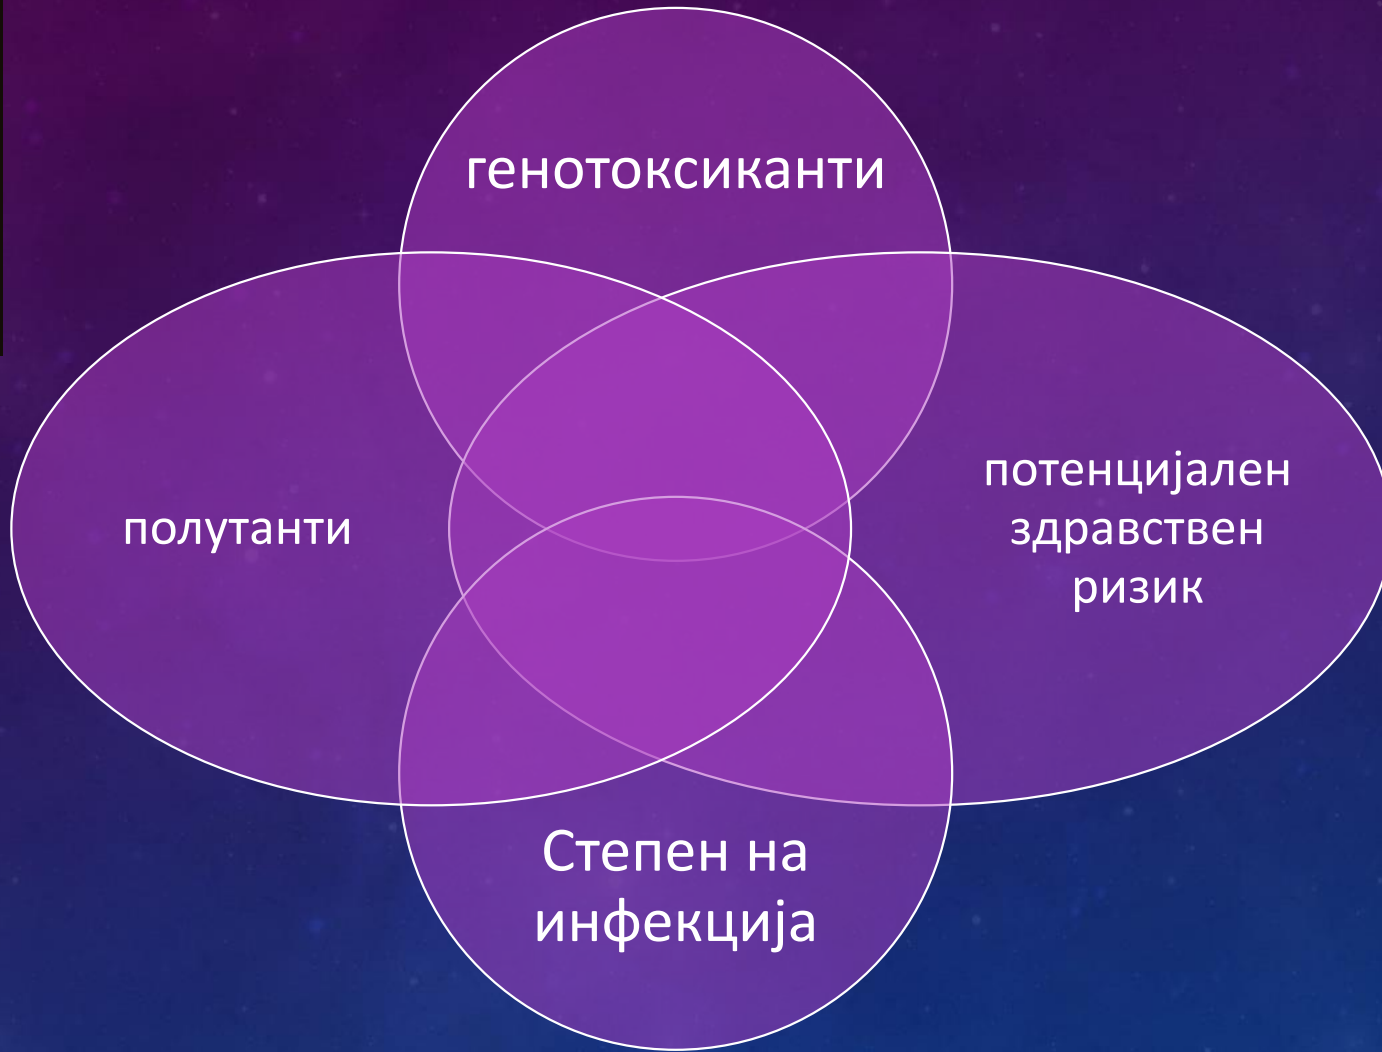 генотоксиканти
полутанти
потенцијален
здравствен
ризик
Степен на
инфекција